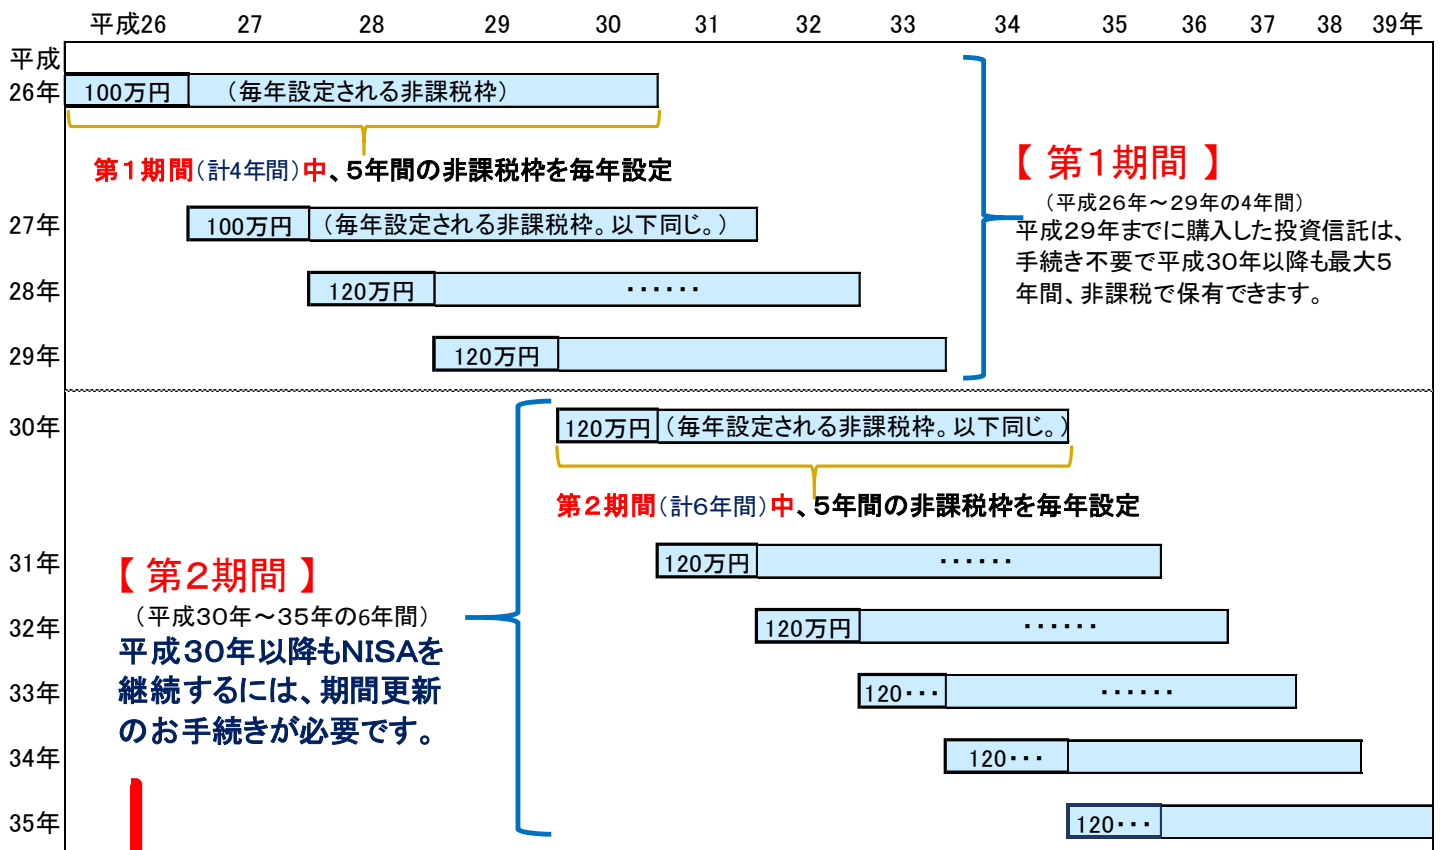 平成26 27 28 29 30 31 32 33 34 35 36 37 38 39年
平成
26年 100万円 （毎年設定される非課税枠）
第１期間（計4年間）中、５年間の非課税枠を毎年設定
【 第１期間 】
（平成26年～29年の4年間）
平成２９年までに購入した投資信託は、
手続き不要で平成３０年以降も最大５
年間、非課税で保有できます。
27年 100万円 （毎年設定される非課税枠。以下同じ。）
28年 120万円 ・・・・・・
29年 120万円
30年 120万円 （毎年設定される非課税枠。以下同じ。）
第２期間（計６年間）中、５年間の非課税枠を毎年設定
31年 120万円 ・・・・・・
【 第２期間 】
（平成30年～35年の6年間）
平成３０年以降もNISAを
継続するには、期間更新
のお手続きが必要です。
32年 120万円 ・・・・・・
33年 120・・・ ・・・・・・
34年 120・・・
35年 120・・・